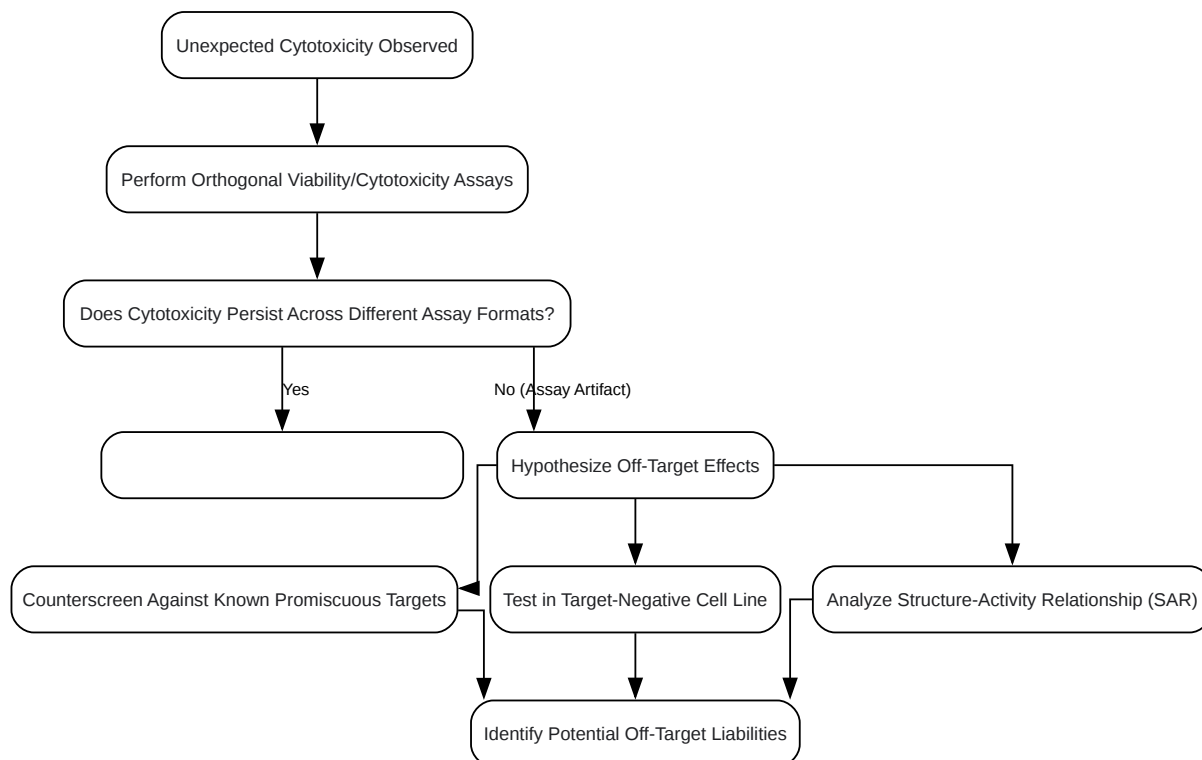 Unexpected Cytotoxicity Observed
Perform Orthogonal Viability/Cytotoxicity Assays
Does Cytotoxicity Persist Across Different Assay Formats?
Yes
No (Assay Artifact)
Hypothesize Off-Target Effects
Counterscreen Against Known Promiscuous Targets
Test in Target-Negative Cell Line
Analyze Structure-Activity Relationship (SAR)
Identify Potential Off-Target Liabilities